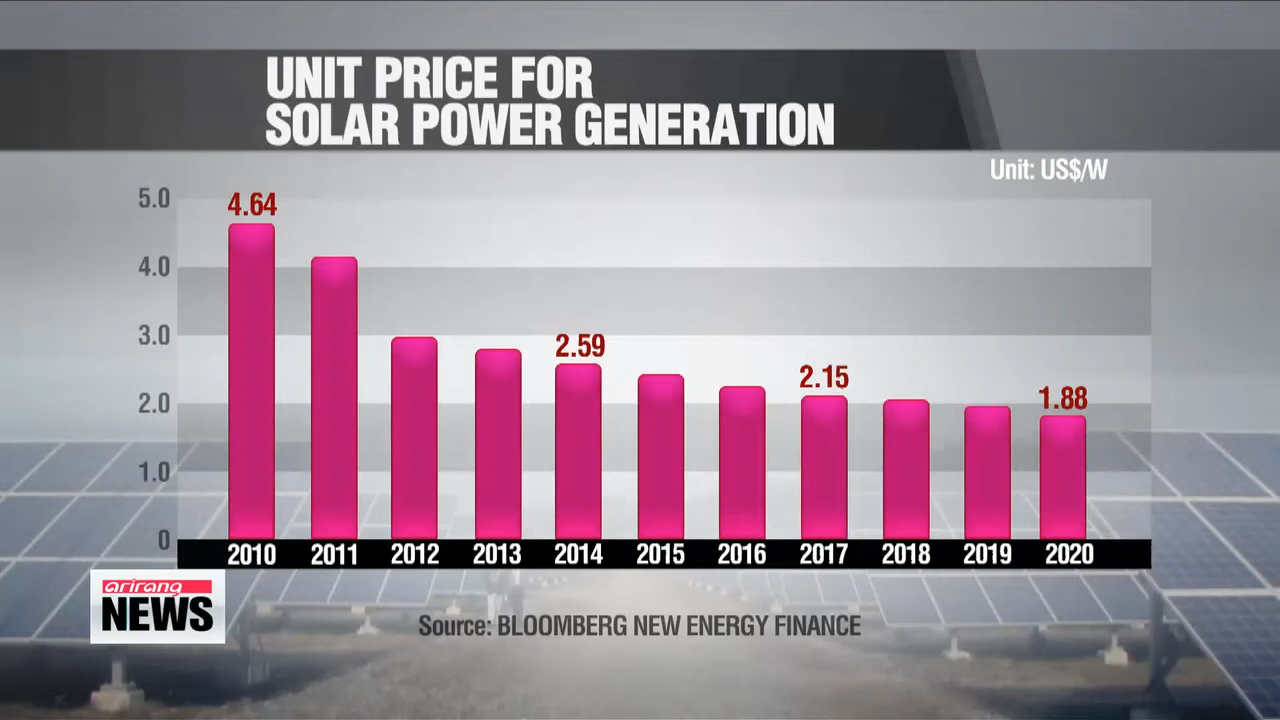 UNIT PRICE FOR
SOLAR POWER GENERATION
Unit: US$/W
5.0
4.0
3.0
2.0
1.0
0
4.64
2.59
2.15
1.88
2010 2011 2012 2013 2014 2015 2016 2017 2018 2019 2020
arirang
NEWS
Source: BLOOMBERG NEW ENERGY FINANCE